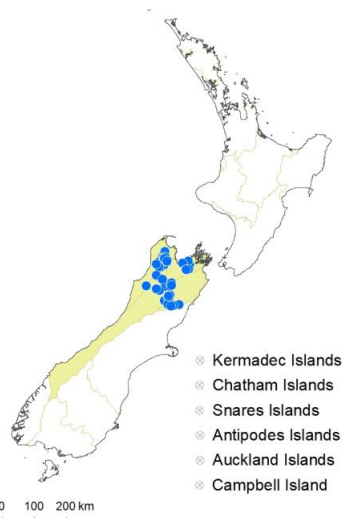 Kermadec Islands
Chatham Islands
Snares Islands
Antipodes Islands
Auckland Islands
Campbell Island
0 100 200 km